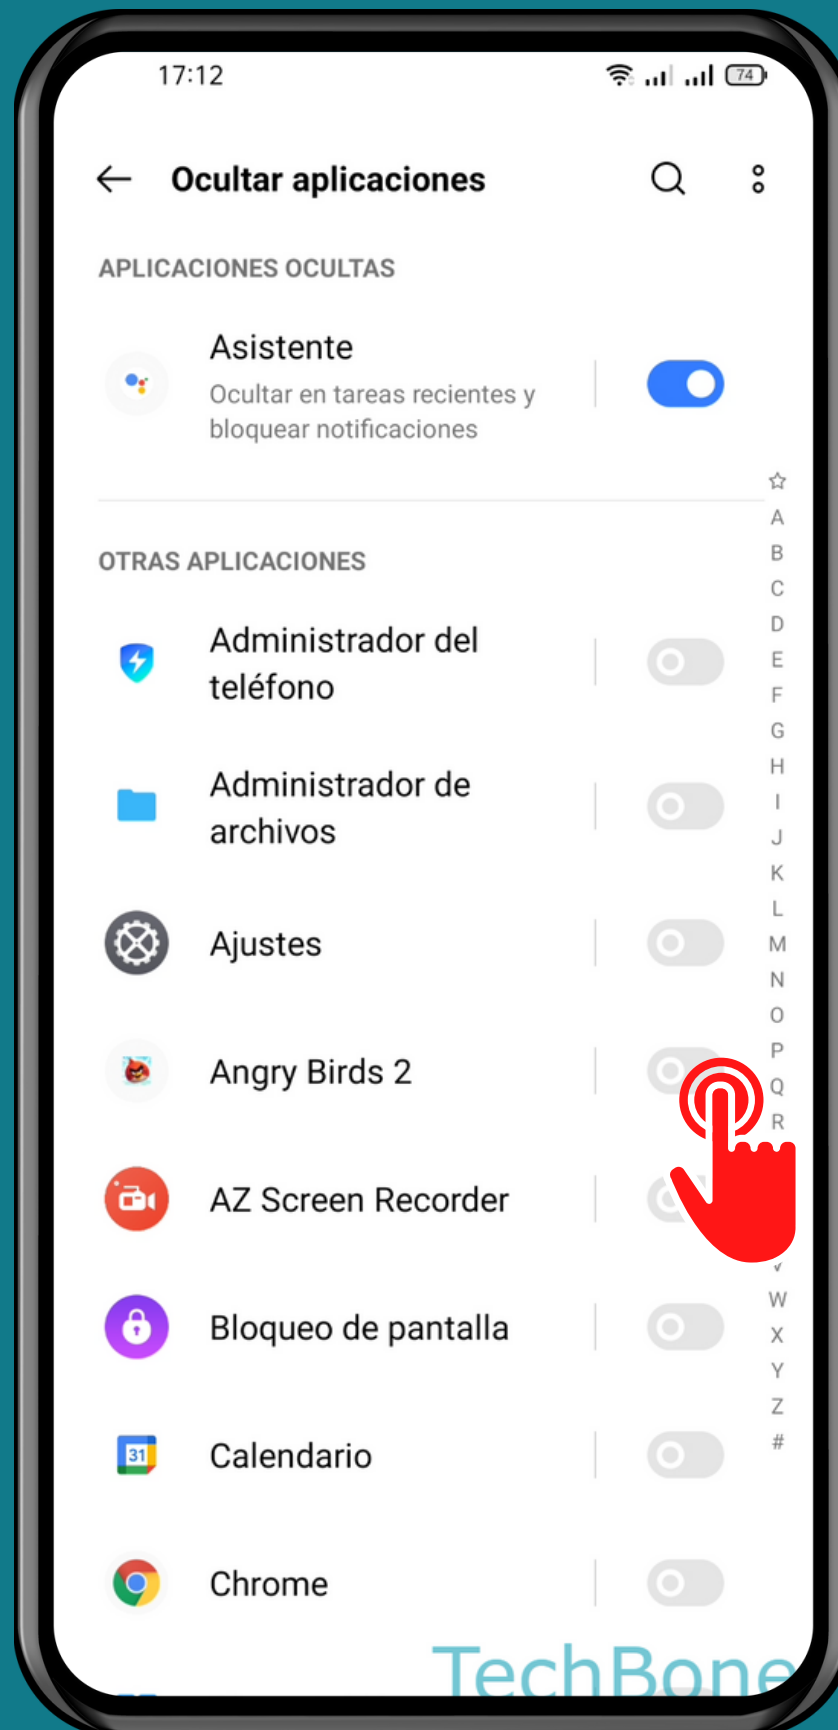 17:12
74
Ocultar aplicaciones
APLICACIONES OCULTAS
Asistente
Ocultar en tareas recientes y
bloquear notificaciones
☆
A
B
C
D
E
F
G
H
I
J
K
L
M
N
O
P
Q
R
W
X
Y
Z
#
OTRAS APLICACIONES
Administrador del
teléfono
Administrador de
archivos
Ajustes
Angry Birds 2
AZ Screen Recorder
Bloqueo de pantalla
31
Calendario
Chrome
TechBone